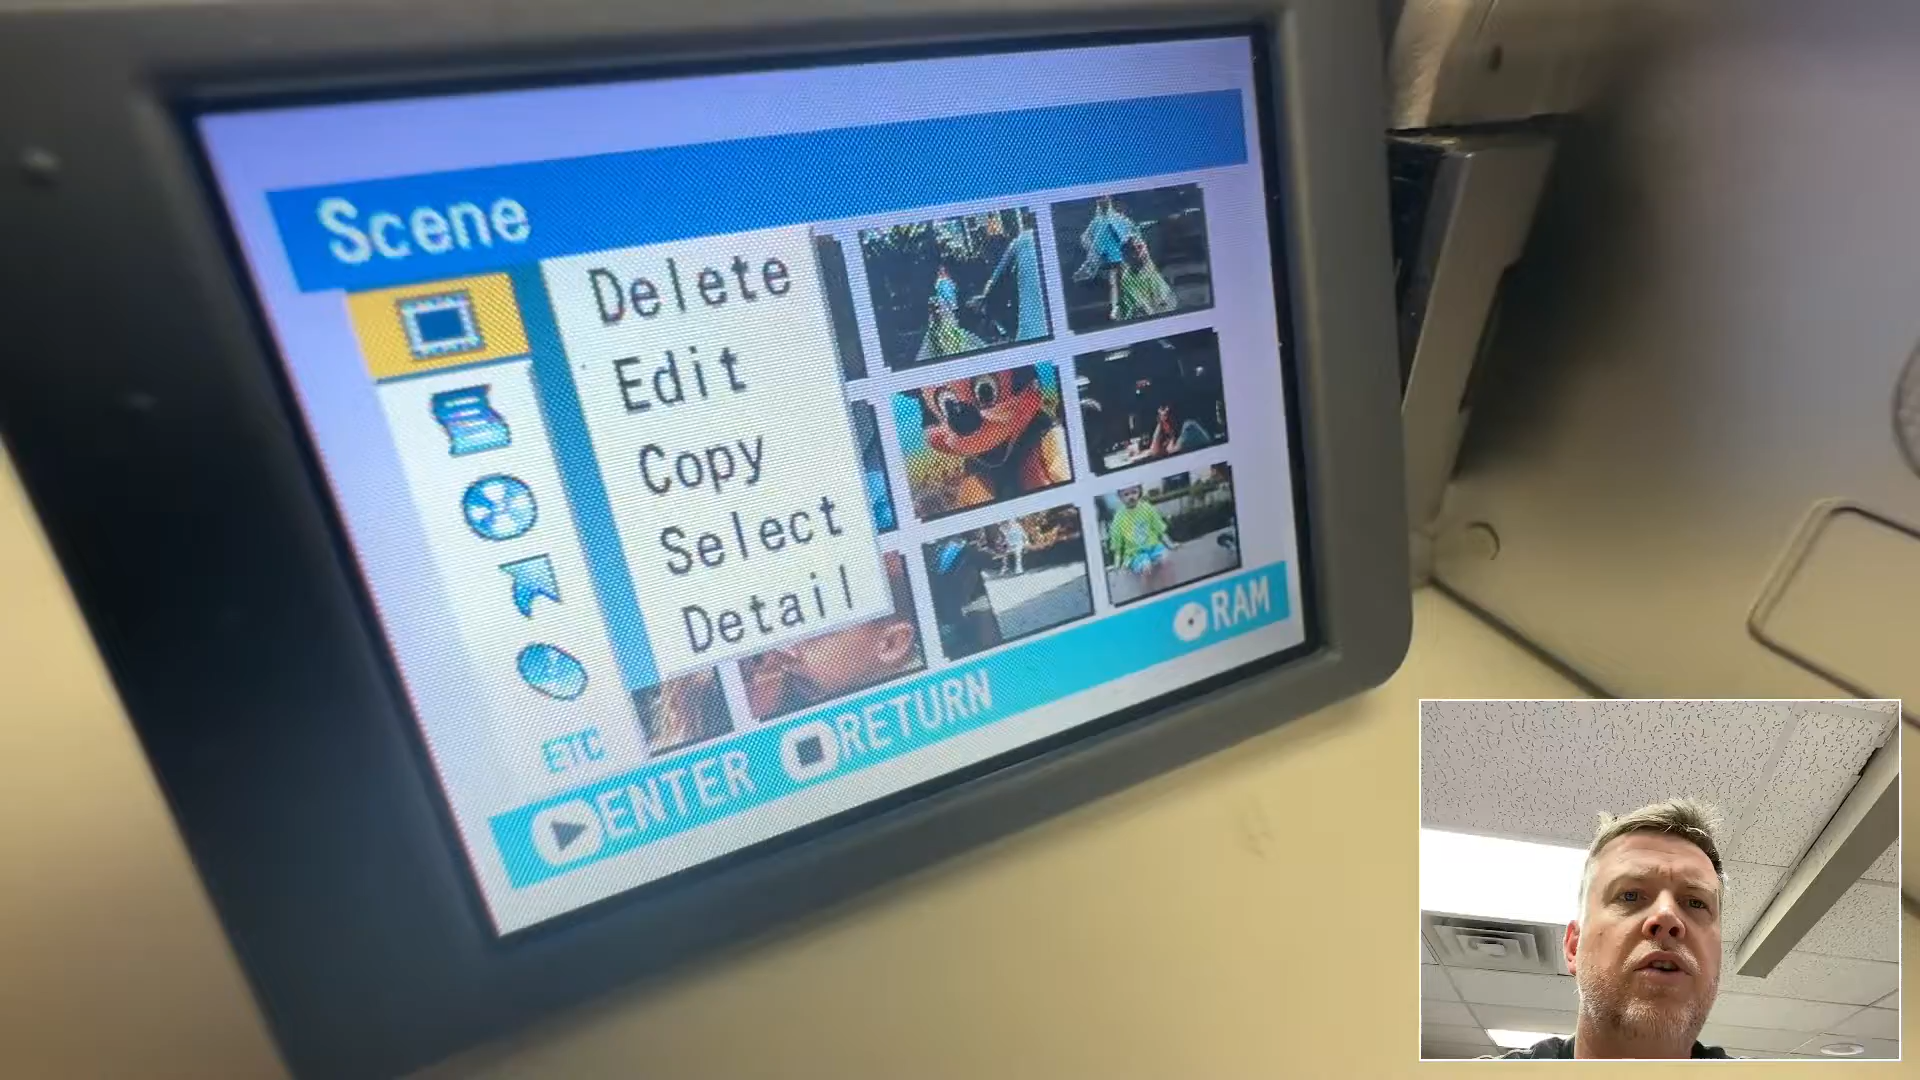 Scene
Delete
Edit
Copy
Select
Detail
ETC
ENTER RETURN RAM